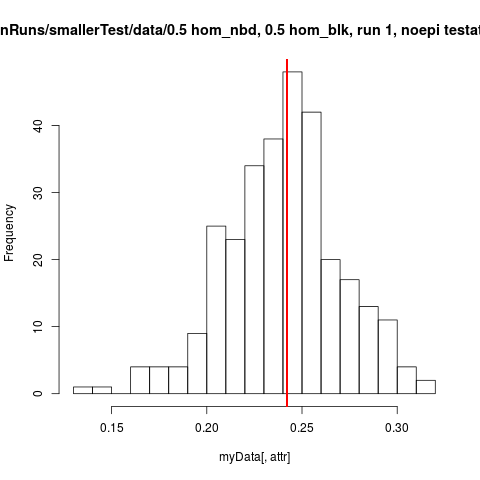 nRuns/smallerTest/data/0.5 hom_nbd, 0.5 hom_blk, run 1, noepi testat
Frequency
40
30
20
10
0
0.15 0.20 0.25 0.30
myData[, attr]